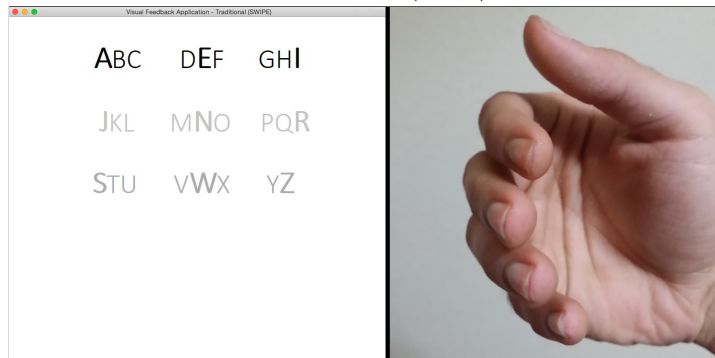 Visual Feedback Application - Traditional (SWIPE)
ABC DEF GHI
JKL MNO PQR
STU VWX YZ